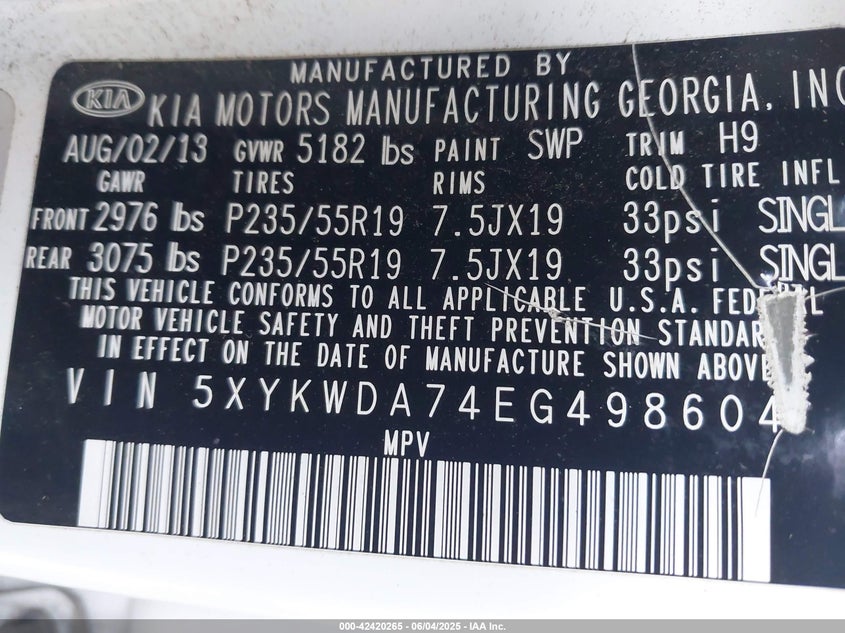 MANUFACTURED BY
KIA KIA MOTORS MANUFACTURING GEORGIA, INC
AUG/02/13 GVWR 5182 lbs PAINT SWP TRIM H9
GAWR TIRES RIMS COLD TIRE INFL
FRONT 2976 lbs P235/55R19 7.5JX19 33psi SINGL
REAR 3075 lbs P235/55R19 7.5JX19 33psi SINGL
THIS VEHICLE CONFORMS TO ALL APPLICABLE U.S.A. FEDERAL
MOTOR VEHICLE SAFETY AND THEFT PREVENTION STANDAR
IN EFFECT ON THE DATE OF MANUFACTURE SHOWN ABOVE
VIN 5XYKWDA74EG498604
MPV
000-42420265 - 06/04/2025 - IAA Inc.